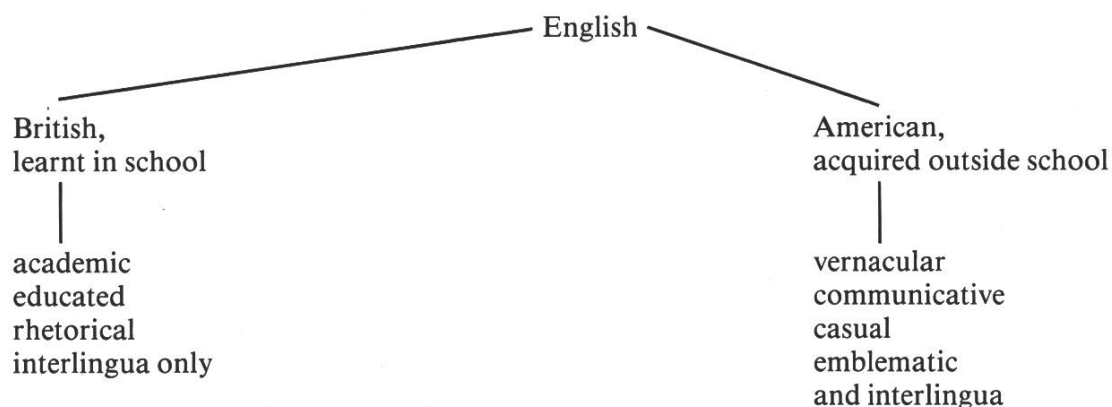 English
British,
learnt in school
American,
acquired outside school
academic
educated
rhetorical
interlingua only
vernacular
communicative
casual
emblematic
and interlingua